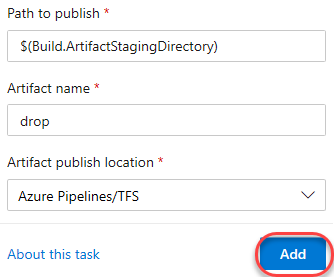 Path to publish *
$(Build.ArtifactStagingDirectory)
Artifact name *
drop
Artifact publish location *
Azure Pipelines/TFS
About this task
Add